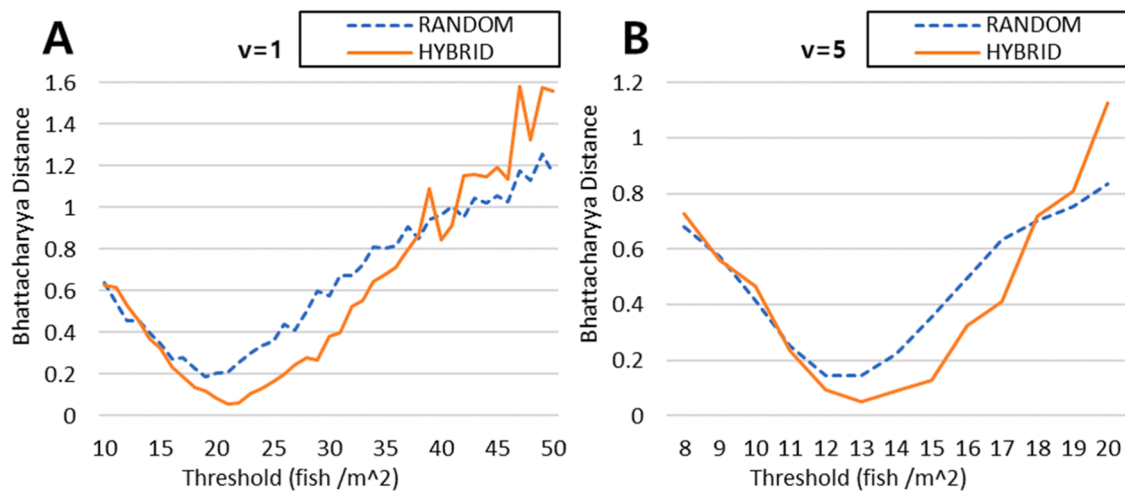 A
v=1
RANDOM
HYBRID
Bhattacharyya Distance
1.6
1.4
1.2
1
0.8
0.6
0.4
0.2
0
10 15 20 25 30 35 40 45 50
Threshold (fish /m^2)
B
v=5
RANDOM
HYBRID
Bhattacharyya Distance
1.2
1
0.8
0.6
0.4
0.2
0
8 9 10 11 12 13 14 15 16 17 18 19 20
Threshold (fish /m^2)